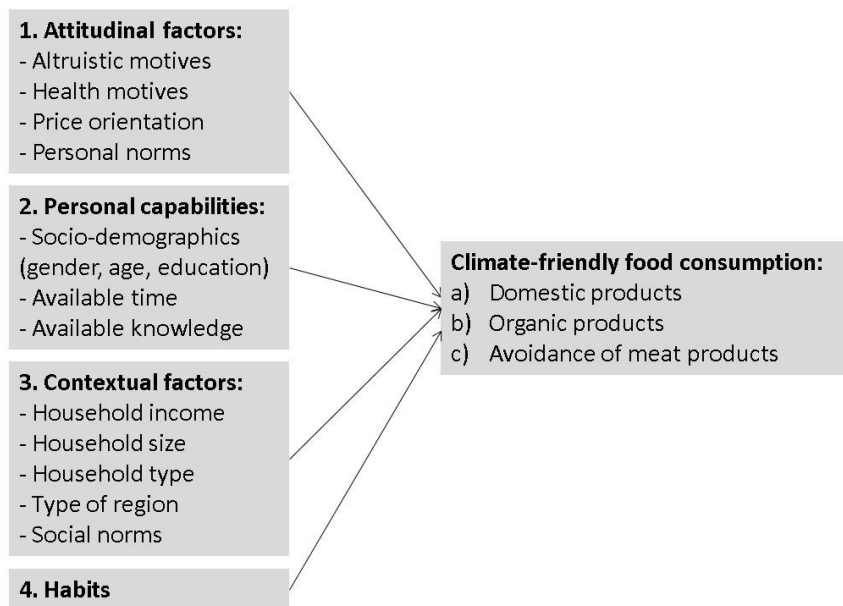 1. Attitudinal factors:
- Altruistic motives
- Health motives
- Price orientation
- Personal norms
2. Personal capabilities:
- Socio-demographics
(gender, age, education)
- Available time
- Available knowledge
3. Contextual factors:
- Household income
- Household size
- Household type
- Type of region
- Social norms
4. Habits
Climate-friendly food consumption:
a) Domestic products
b) Organic products
c) Avoidance of meat products